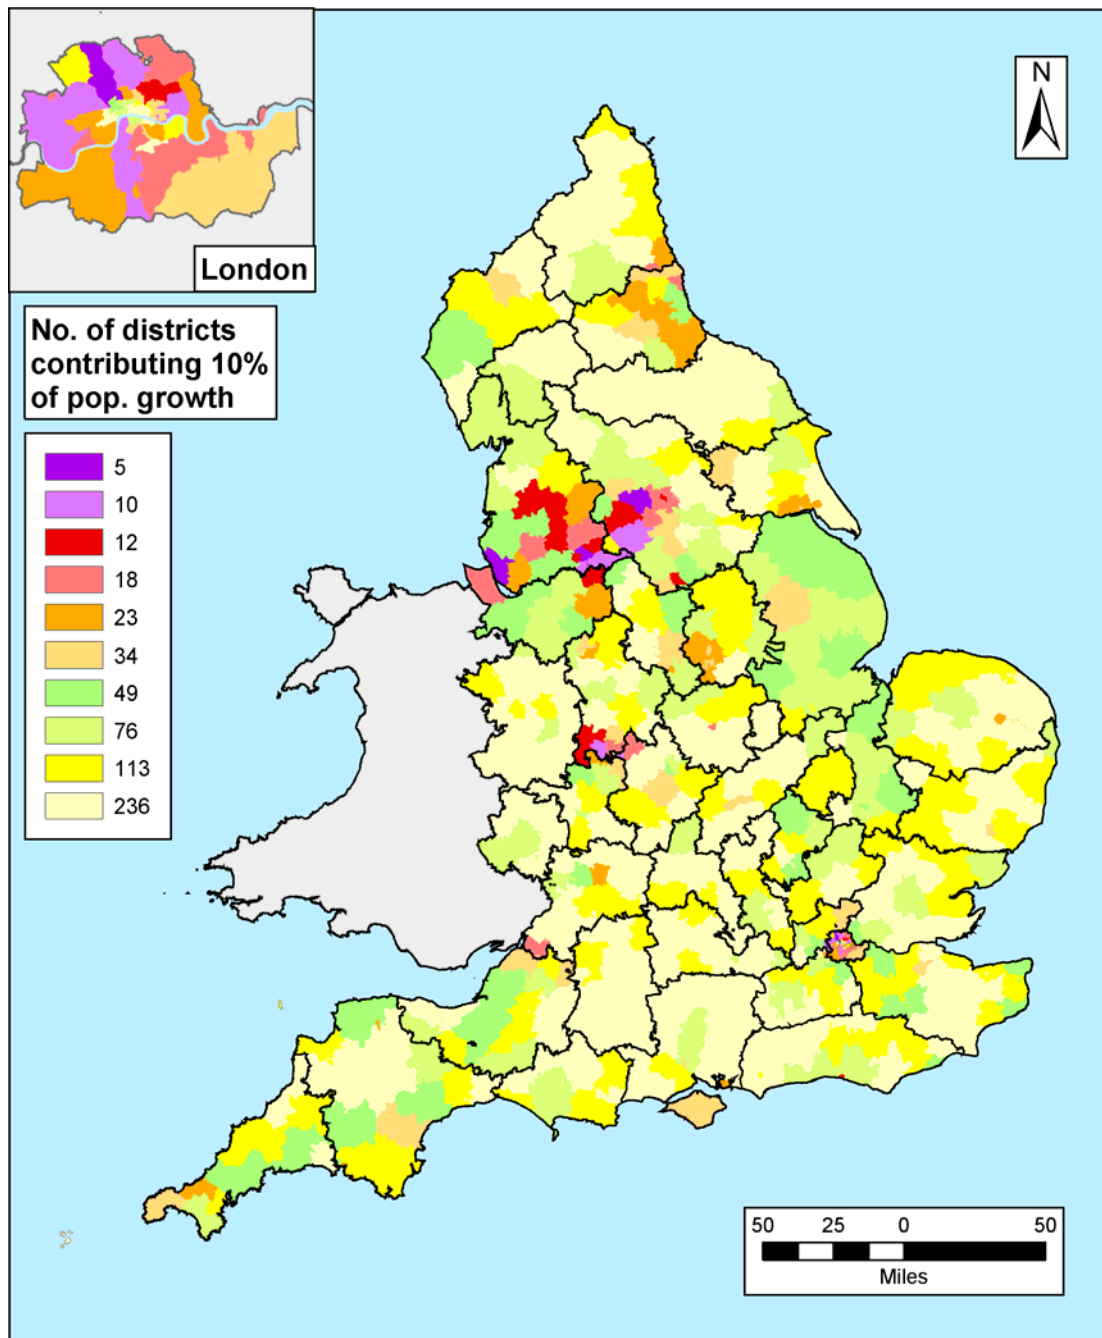 London
N
No. of districts
contributing 10%
of pop. growth
5
10
12
18
23
34
49
76
113
236
50 25 0 50
Miles